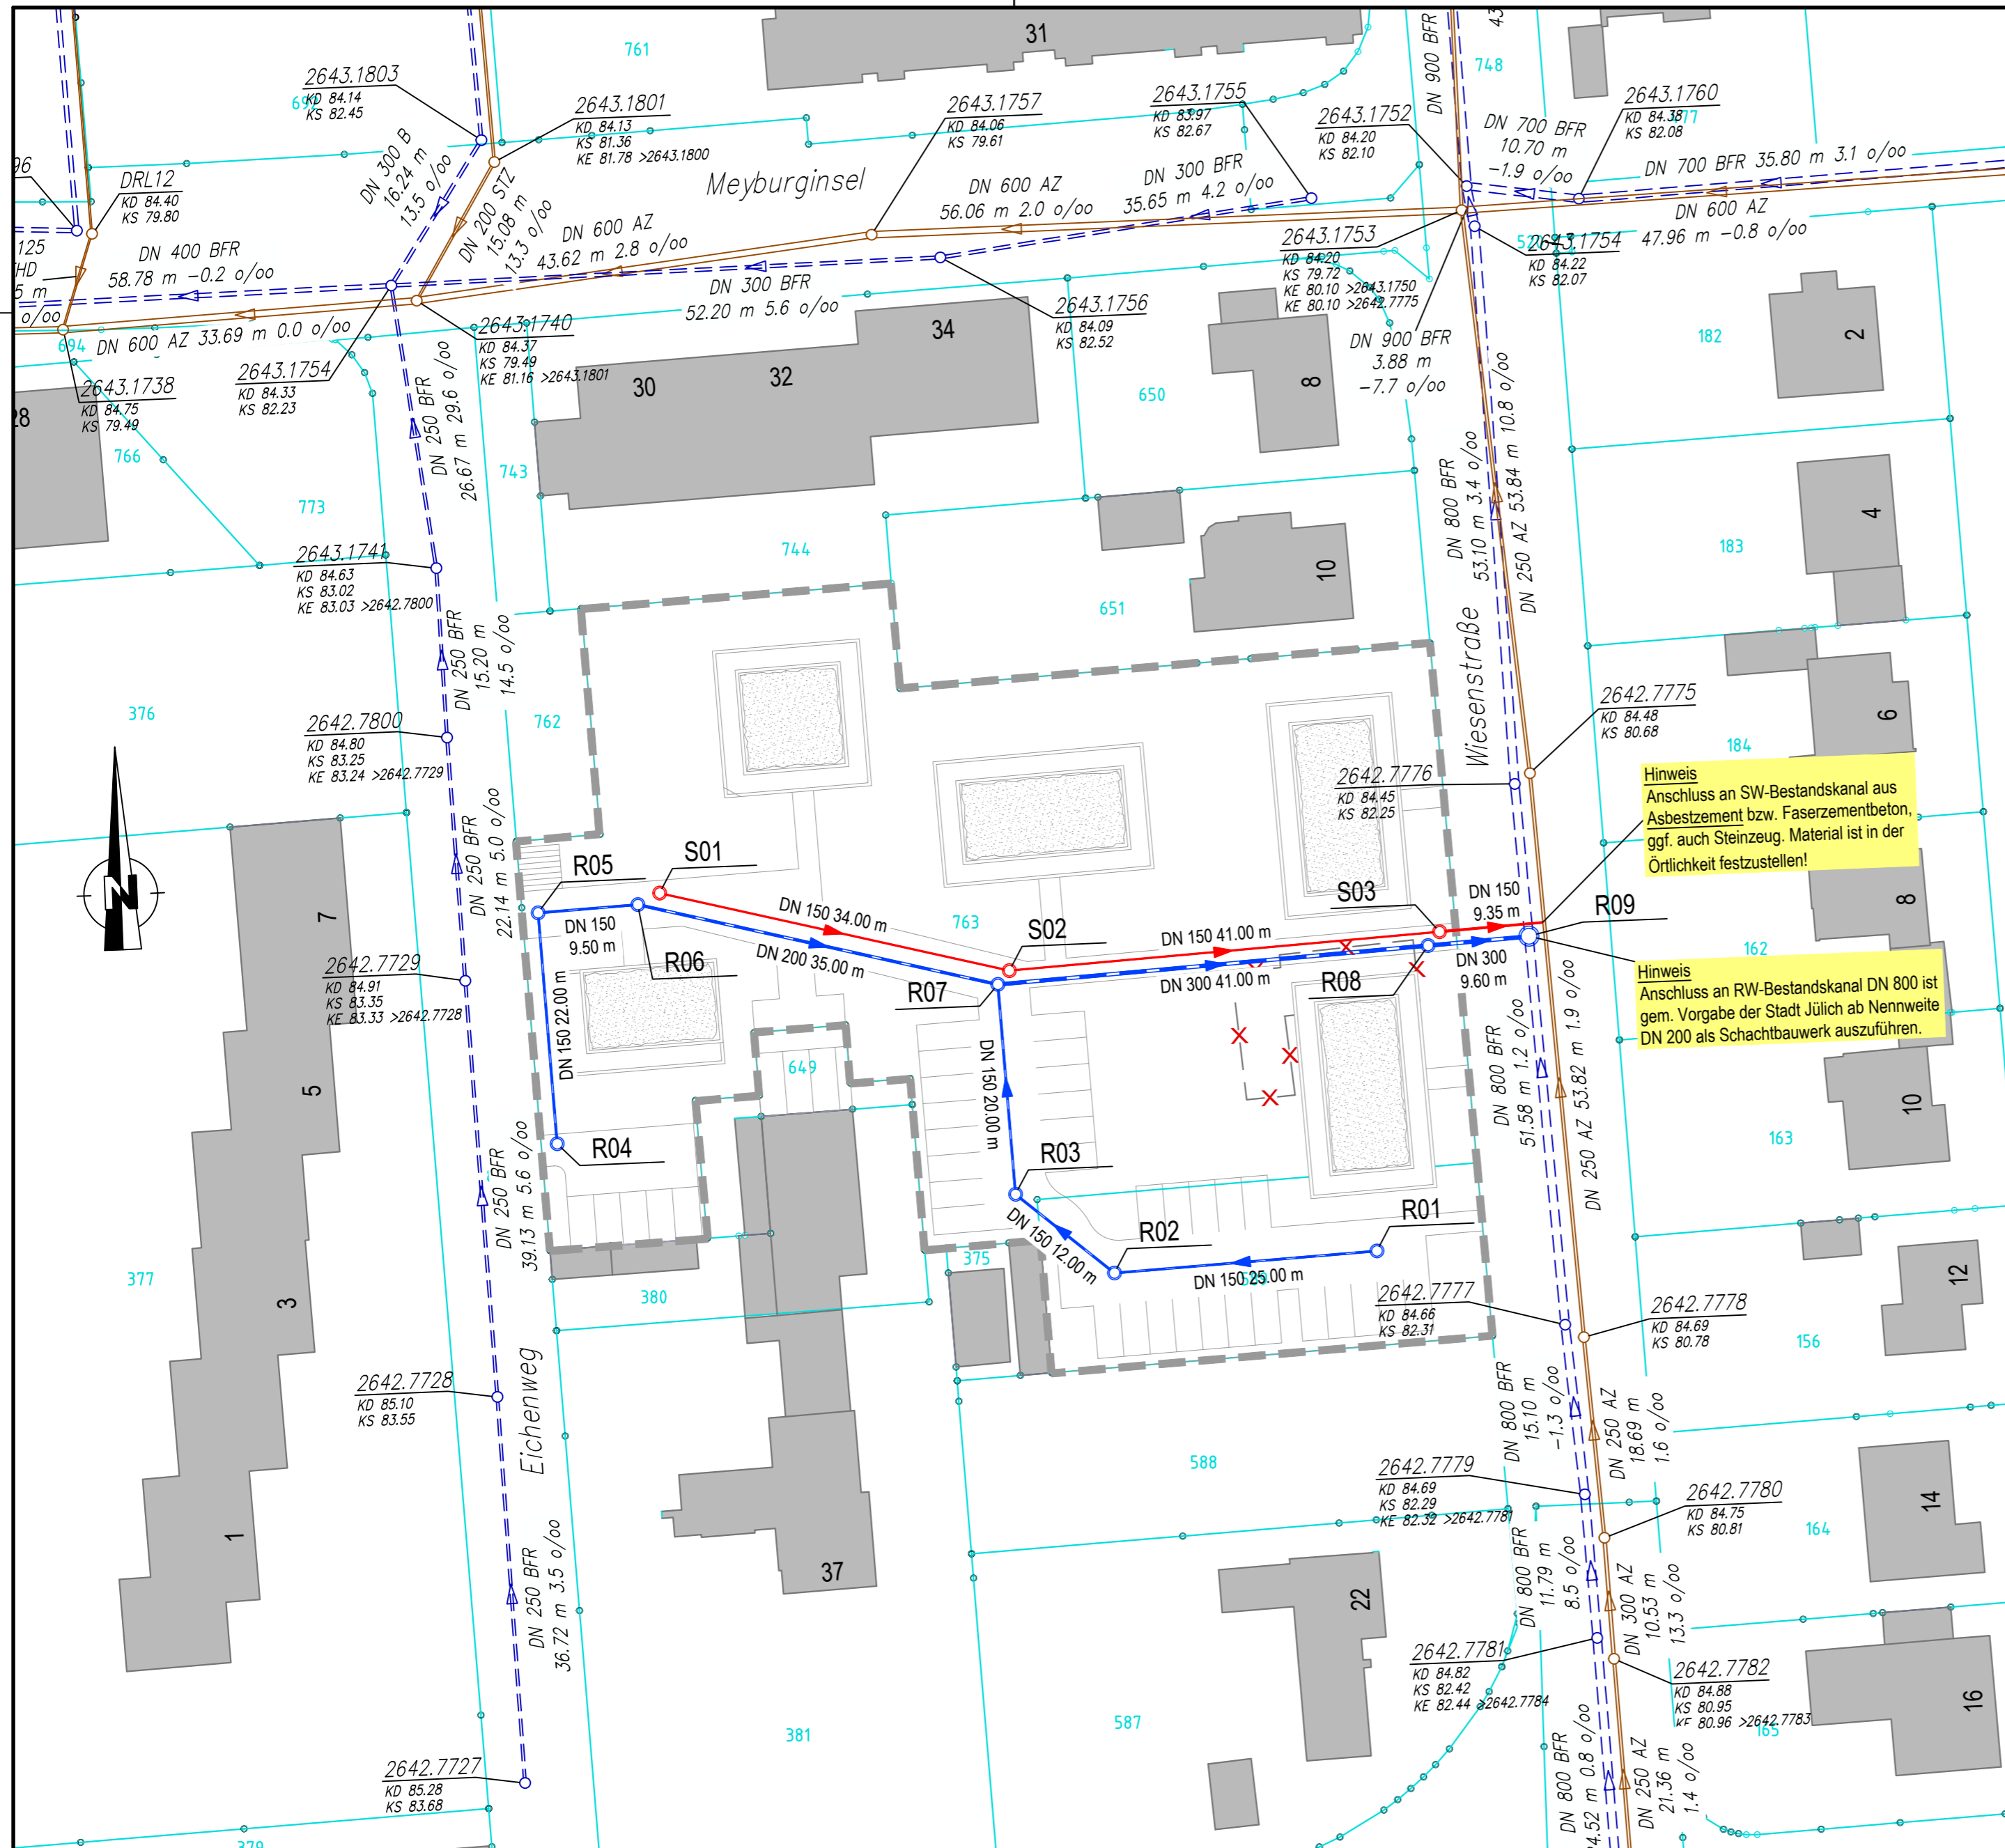 31
761
DN 900 BFR
748
2643.1803
KD 84.14
KS 82.45
2643.1801
KD 84.13
KS 81.36
KE 81.78 >2643.1800
2643.1757
KD 84.06
KS 79.61
2643.1755
KD 83.97
KS 82.67
2643.1752
KD 84.20
KS 82.10
2643.1760
KD 84.38
KS 82.08
DN 700 BFR
10.70 m
-1.9 o/oo
DN 700 BFR 35.80 m 3.1 o/oo
96
DRL12
KD 84.40
KS 79.80
DN 300 B
16.24 m
13.5 o/oo
DN 200 STZ
15.08 m
13.3 o/oo
Meyburginsel
DN 600 AZ
56.06 m 2.0 o/oo
DN 300 BFR
35.65 m 4.2 o/oo
DN 600 AZ
47.96 m -0.8 o/oo
125
HD
5 m
o/oo
DN 400 BFR
58.78 m -0.2 o/oo
DN 600 AZ
43.62 m 2.8 o/oo
2643.1753
KD 84.20
KS 79.72
KE 80.10 >2643.1750
KE 80.10 >2642.7775
2643.1754
KD 84.22
KS 82.07
DN 300 BFR
52.20 m 5.6 o/oo
2643.1756
KD 84.09
KS 82.52
DN 600 AZ 33.69 m 0.0 o/oo
694
2643.1740
KD 84.37
KS 79.49
KE 81.16 >2643.1801
2643.1738
KD 84.75
KS 79.49
2643.1754
KD 84.33
KS 82.23
DN 900 BFR
3.88 m
-7.7 o/oo
34
32
30
8
182
2
28
766
773
743
650
DN 250 BFR
26.67 m 29.6 o/oo
DN 800 BFR
53.10 m 3.4 o/oo
DN 250 AZ 53.84 m 10.8 o/oo
744
10
651
183
4
2643.1741
KD 84.63
KS 83.02
KE 83.03 >2642.7800
DN 250 BFR
15.20 m
14.5 o/oo
Wiesenstraße
376
762
2642.7800
KD 84.80
KS 83.25
KE 83.24 >2642.7729
2642.7775
KD 84.48
KS 80.68
184
6
2642.7776
KD 84.45
KS 82.25
Hinweis
Anschluss an SW-Bestandskanal aus
Asbestzement bzw. Faserzementbeton,
ggf. auch Steinzeug. Material ist in der
Örtlichkeit festzustellen!
DN 250 BFR
22.14 m 5.0 o/oo
R05
S01
DN 150
9.50 m
R06
DN 150 34.00 m
DN 200 35.00 m
763
S02
R07
DN 150 41.00 m
DN 300 41.00 m
S03
R08
DN 150
9.35 m
DN 300
9.60 m
R09
8
162
7
2642.7729
KD 84.91
KS 83.35
KE 83.33 >2642.7728
Hinweis
Anschluss an RW-Bestandskanal DN 800 ist
gem. Vorgabe der Stadt Jülich ab Nennweite
DN 200 als Schachtbauwerk auszuführen.
DN 150 22.00 m
DN 150 20.00 m
DN 800 BFR
51.58 m 1.2 o/oo
DN 250 AZ 53.82 m 1.9 o/oo
5
649
10
163
R04
R03
DN 150 12.00 m
R02
R01
DN 150 25.00 m
DN 250 BFR
39.13 m 5.6 o/oo
377
3
375
380
12
2642.7777
KD 84.66
KS 82.31
2642.7778
KD 84.69
KS 80.78
156
2642.7728
KD 85.10
KS 83.55
Eichenweg
DN 800 BFR
15.10 m
-1.3 o/oo
DN 250 AZ
18.69 m
1.6 o/oo
588
2642.7779
KD 84.69
KS 82.29
KE 82.32 >2642.7781
2642.7780
KD 84.75
KS 80.81
164
14
1
37
DN 250 BFR
36.72 m 3.5 o/oo
22
DN 800 BFR
11.79 m
8.5 o/oo
DN 300 AZ
10.53 m
13.3 o/oo
2642.7781
KD 84.82
KS 82.42
KE 82.44 >2642.7784
2642.7782
KD 84.88
KS 80.95
KE 80.96 >2642.7783
165
16
381
587
2642.7727
KD 85.28
KS 83.68
DN 800 BFR
24.52 m 0.8 o/oo
DN 250 AZ
21.36 m
1.4 o/oo
379
N